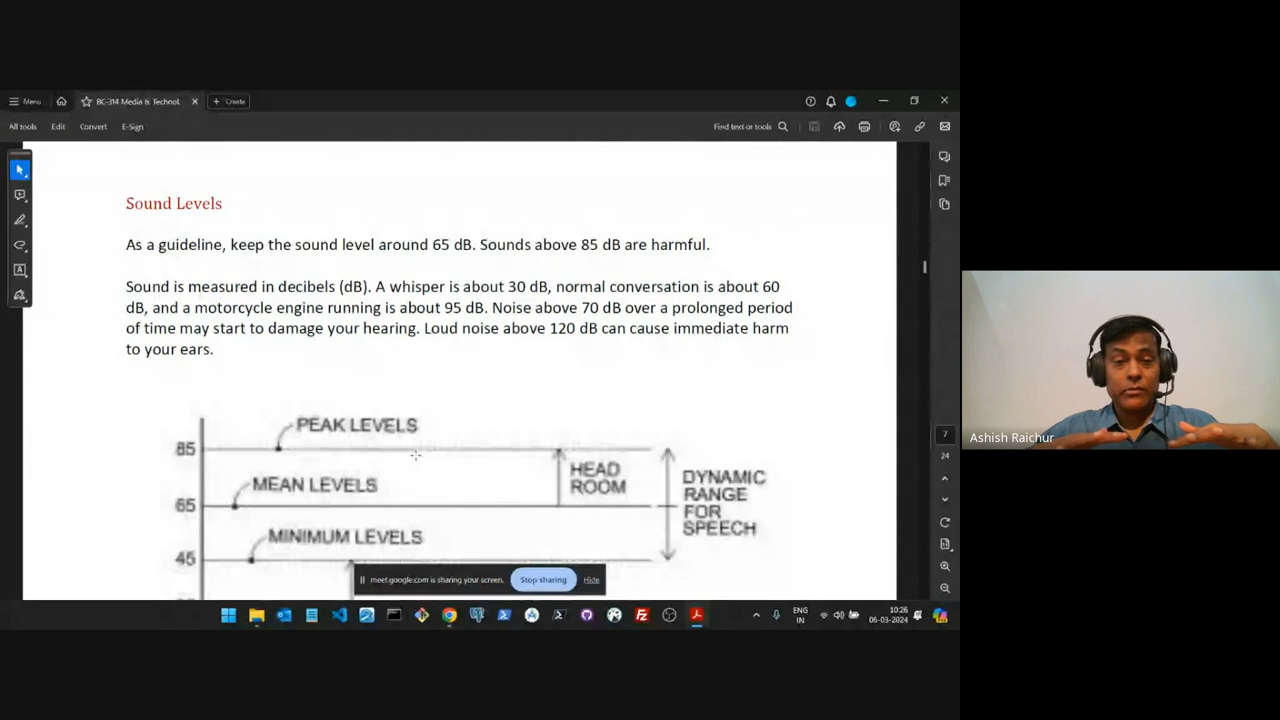 Menu
BC-314 Media & Technol.
Create
All tools
Edit
Convert
E-Sign
Find text or tools
Sound Levels
As a guideline, keep the sound level around 65 dB. Sounds above 85 dB are harmful.
Sound is measured in decibels (dB). A whisper is about 30 dB, normal conversation is about 60
dB, and a motorcycle engine running is about 95 dB. Noise above 70 dB over a prolonged period
of time may start to damage your hearing. Loud noise above 120 dB can cause immediate harm
to your ears.
PEAK LEVELS
85
HEAD
ROOM
MEAN LEVELS
65
DYNAMIC
RANGE
FOR
SPEECH
MINIMUM LEVELS
45
meet.google.com is sharing your screen.
Stop sharing
Hide
7
24
Ashish Raichur
ENG
IN
10:26
06-03-2024